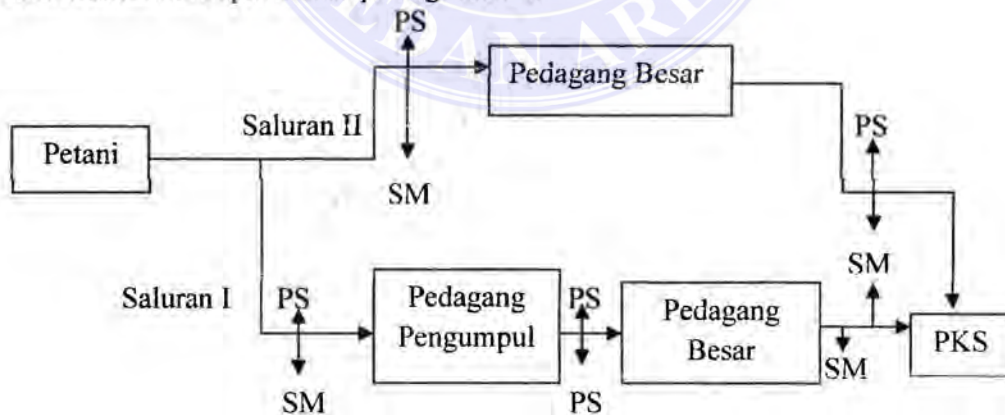 PS
Pedagang Besar
Saluran II
PS
Petani
SM
SM
Saluran I
PS
Pedagang
Pengumpul
PS
Pedagang
Besar
SM
PKS
SM
PS